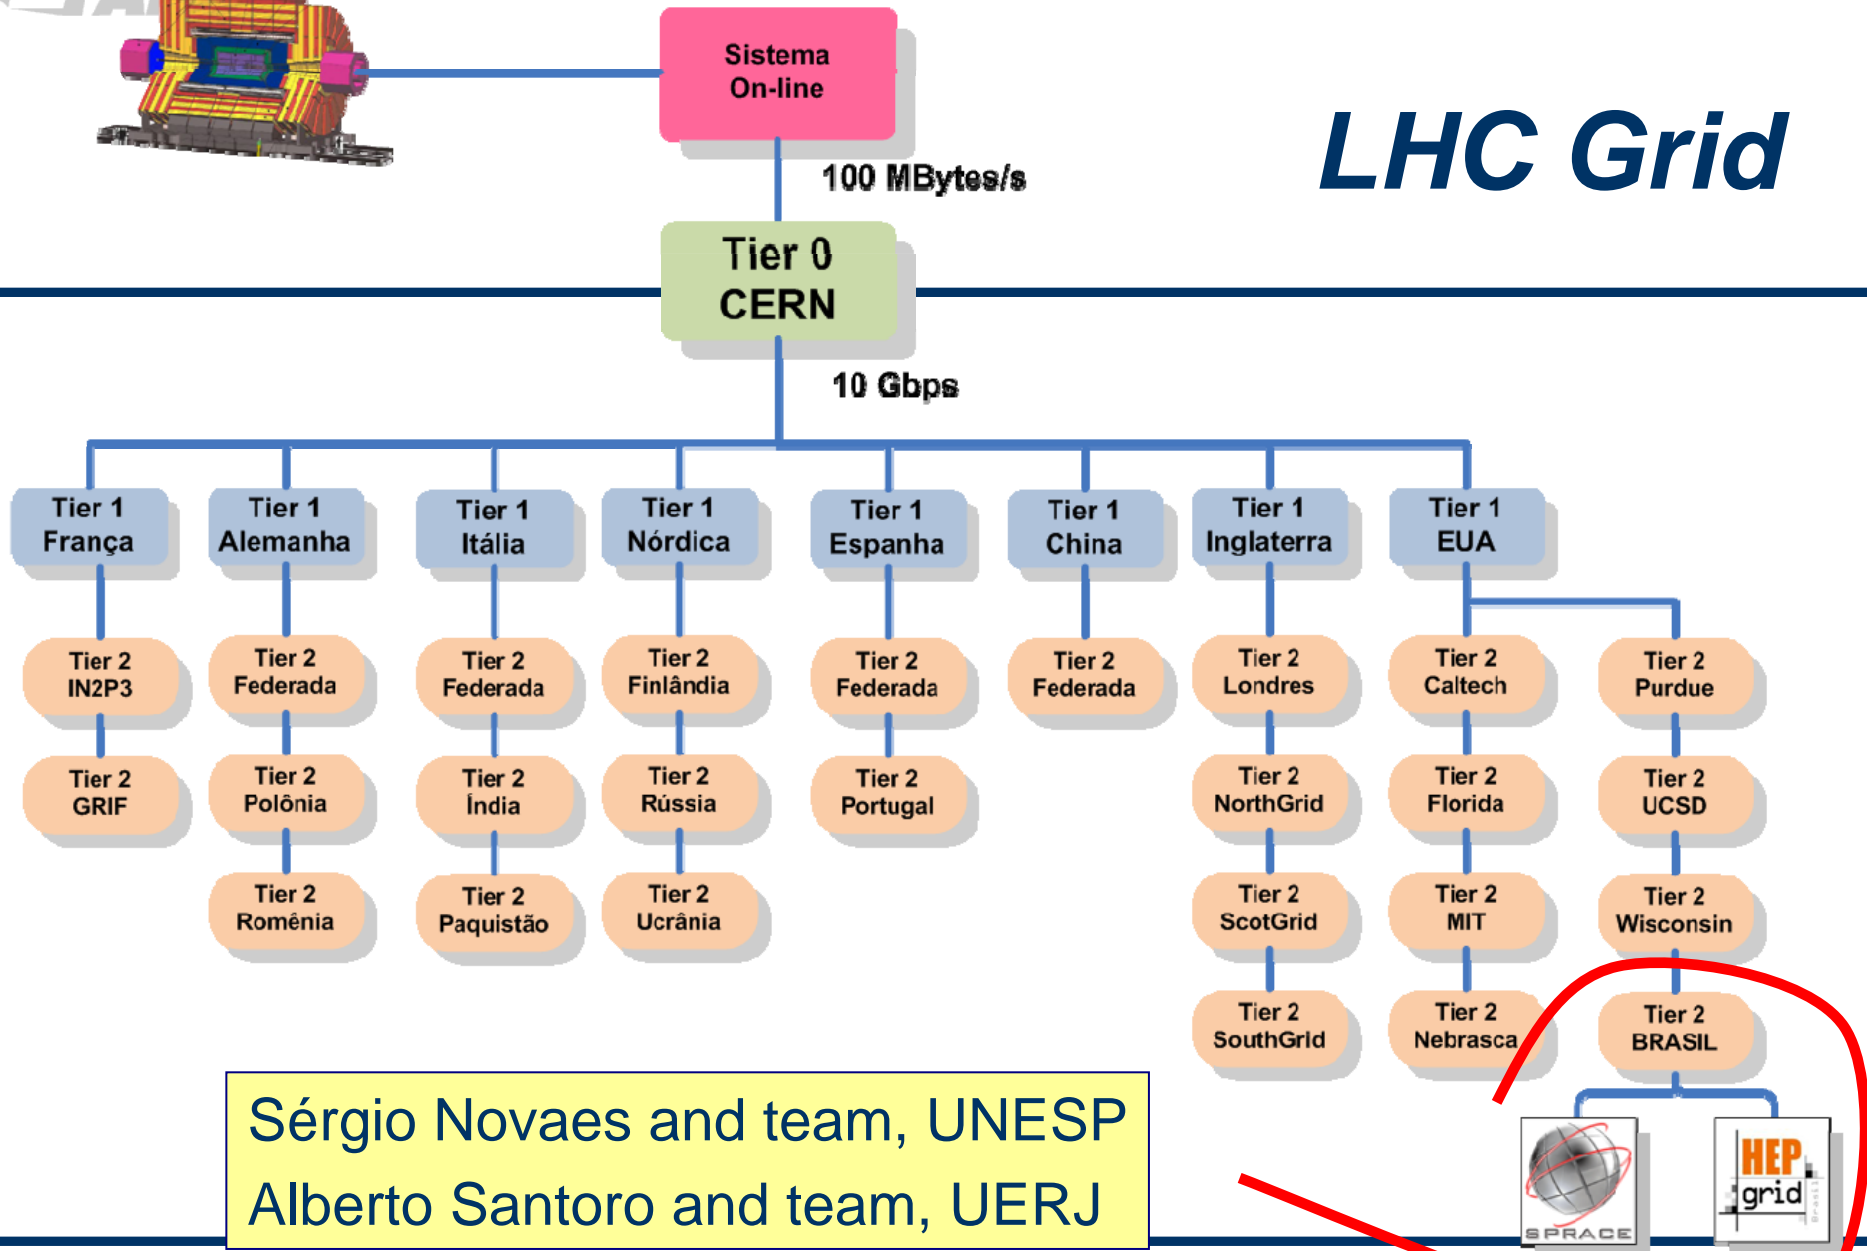 Sistema
On-line
LHC Grid
100 MBytes/s
Tier 0
CERN
10 Gbps
Tier 1
França
Tier 1
Alemanha
Tier 1
Itália
Tier 1
Nórdica
Tier 1
Espanha
Tier 1
China
Tier 1
Inglaterra
Tier 1
EUA
Tier 2
IN2P3
Tier 2
Federada
Tier 2
Federada
Tier 2
Finlândia
Tier 2
Federada
Tier 2
Federada
Tier 2
Londres
Tier 2
Caltech
Tier 2
Purdue
Tier 2
GRIF
Tier 2
Polônia
Tier 2
Índia
Tier 2
Rússia
Tier 2
Portugal
Tier 2
NorthGrid
Tier 2
Florida
Tier 2
UCSD
Tier 2
Romênia
Tier 2
Paquistão
Tier 2
Ucrânia
Tier 2
ScotGrid
Tier 2
MIT
Tier 2
Wisconsin
Tier 2
SouthGrid
Tier 2
Nebrasca
Tier 2
BRASIL
Sérgio Novaes and team, UNESP
Alberto Santoro and team, UERJ
SPRACE
HEP
grid
Brasil